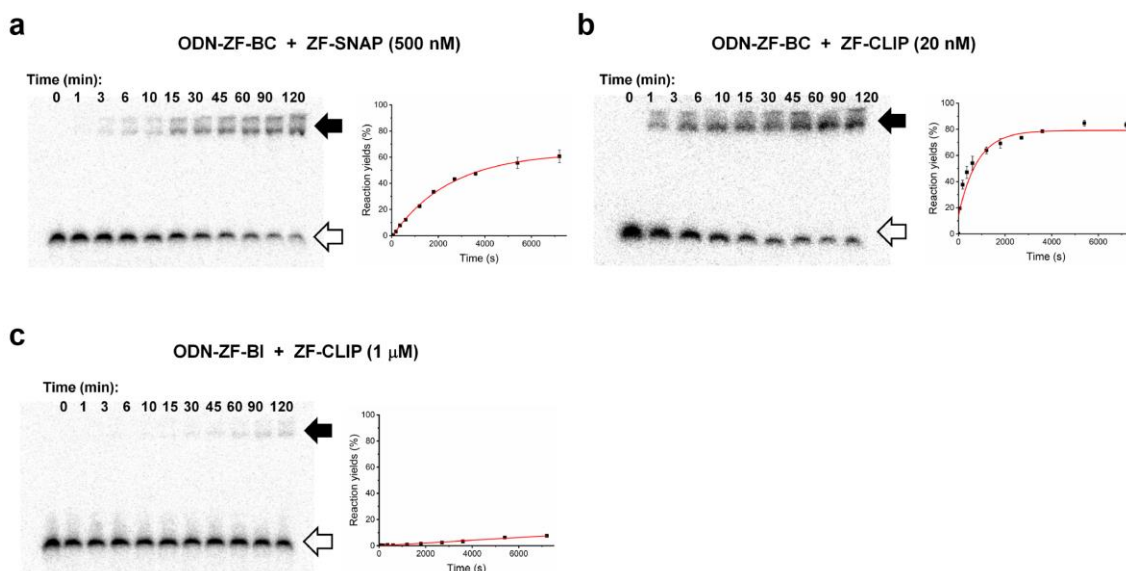 a
ODN-ZF-BC + ZF-SNAP (500 nM)
Time (min):
0 1 3 6 10 15 30 45 60 90 120
Reaction yields (%)
100
80
60
40
20
0
0 2000 4000 6000
Time (s)
b
ODN-ZF-BC + ZF-CLIP (20 nM)
Time (min):
0 1 3 6 10 15 30 45 60 90 120
Reaction yields (%)
100
80
60
40
20
0
0 2000 4000 6000
Time (s)
c
ODN-ZF-BI + ZF-CLIP (1 μM)
Time (min):
0 1 3 6 10 15 30 45 60 90 120
Reaction yields (%)
100
80
60
40
20
0
0 2000 4000 6000
Time (s)